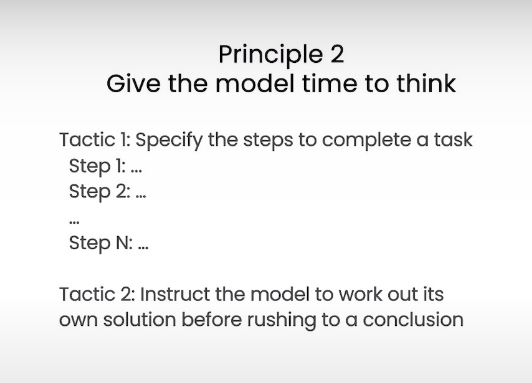 Principle 2
Give the model time to think
Tactic 1: Specify the steps to complete a task
Step 1: ...
Step 2: ...
...
Step N: ...
Tactic 2: Instruct the model to work out its
own solution before rushing to a conclusion